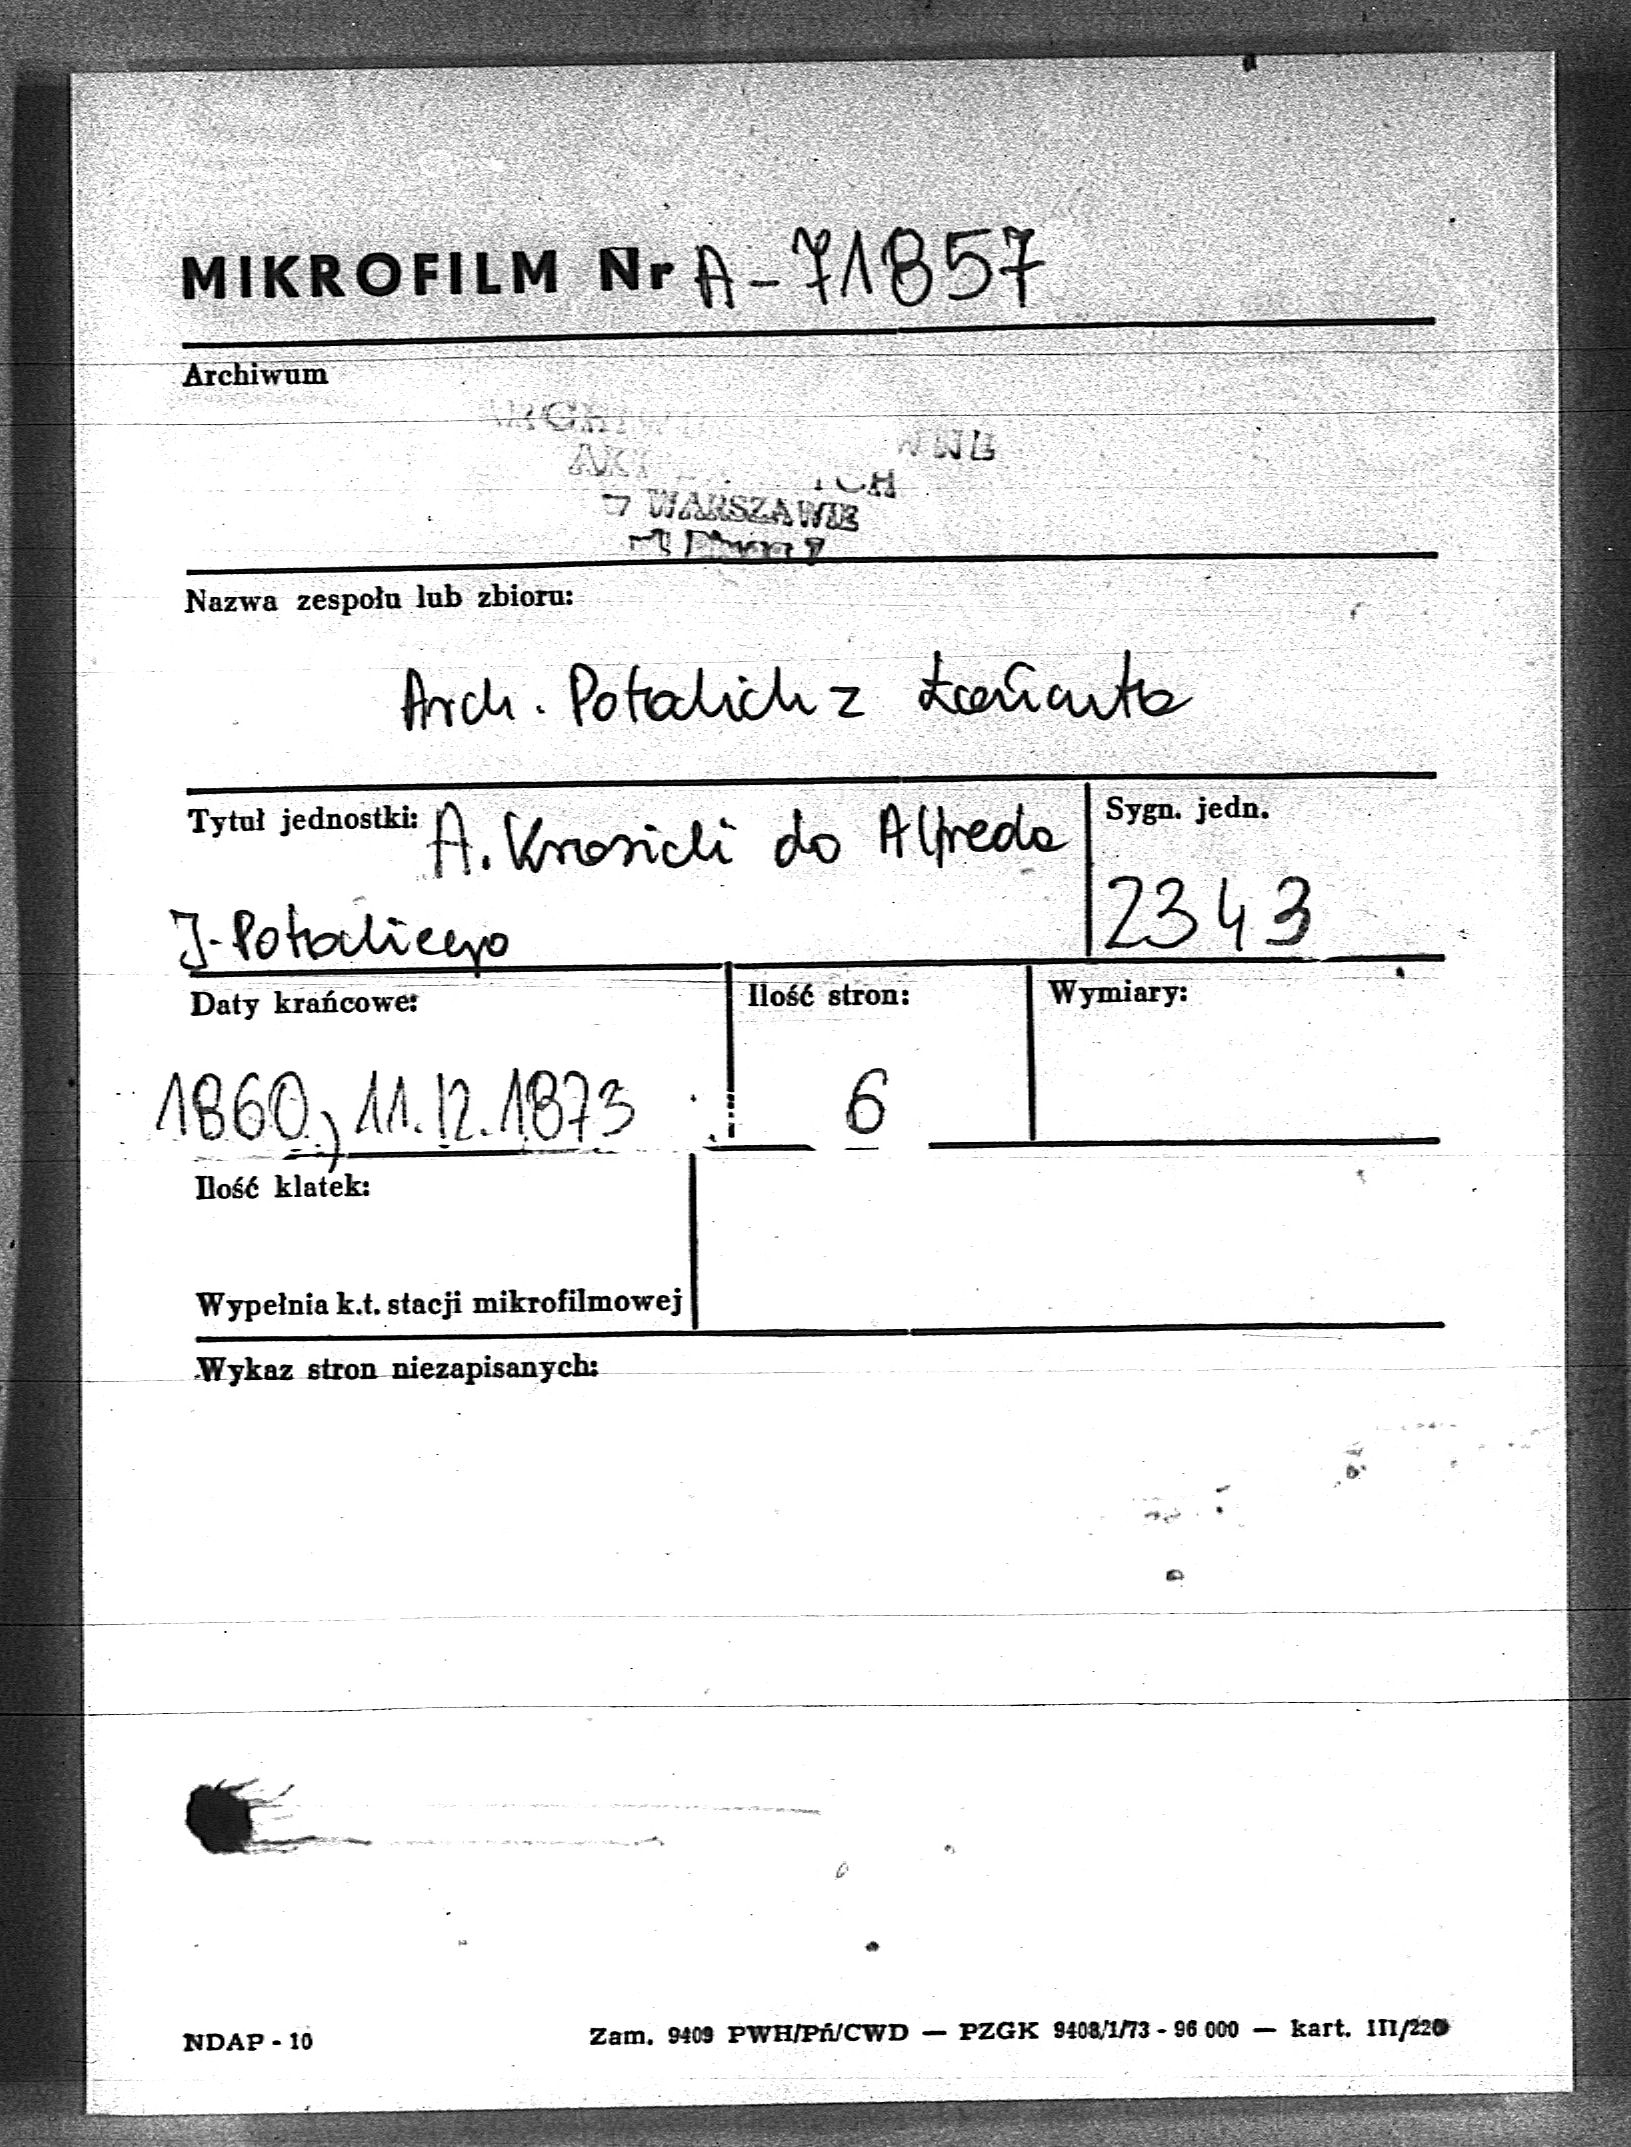 MIKROFILM Nr A-71857
Archiwum
WARSZAWIE
Nazwa zespołu lub zbioru:
Arch. Potockich z Łańcuta
Tytuł jednostki: A. Krasicki do Alfreda
Sygn. jedn.
2343
J. Potockiego
Daty krańcowe:
Ilość stron:
Wymiary:
1860, 11.12.1873
6
Ilość klatek:
Wypełnia k.t. stacji mikrofilmowej
Wykaz stron niezapisanych:
NDAP - 10
Zam. 9409 PWH/Pń/CWD — PZGK 9408/1/73 - 96 000 — kart. III/220